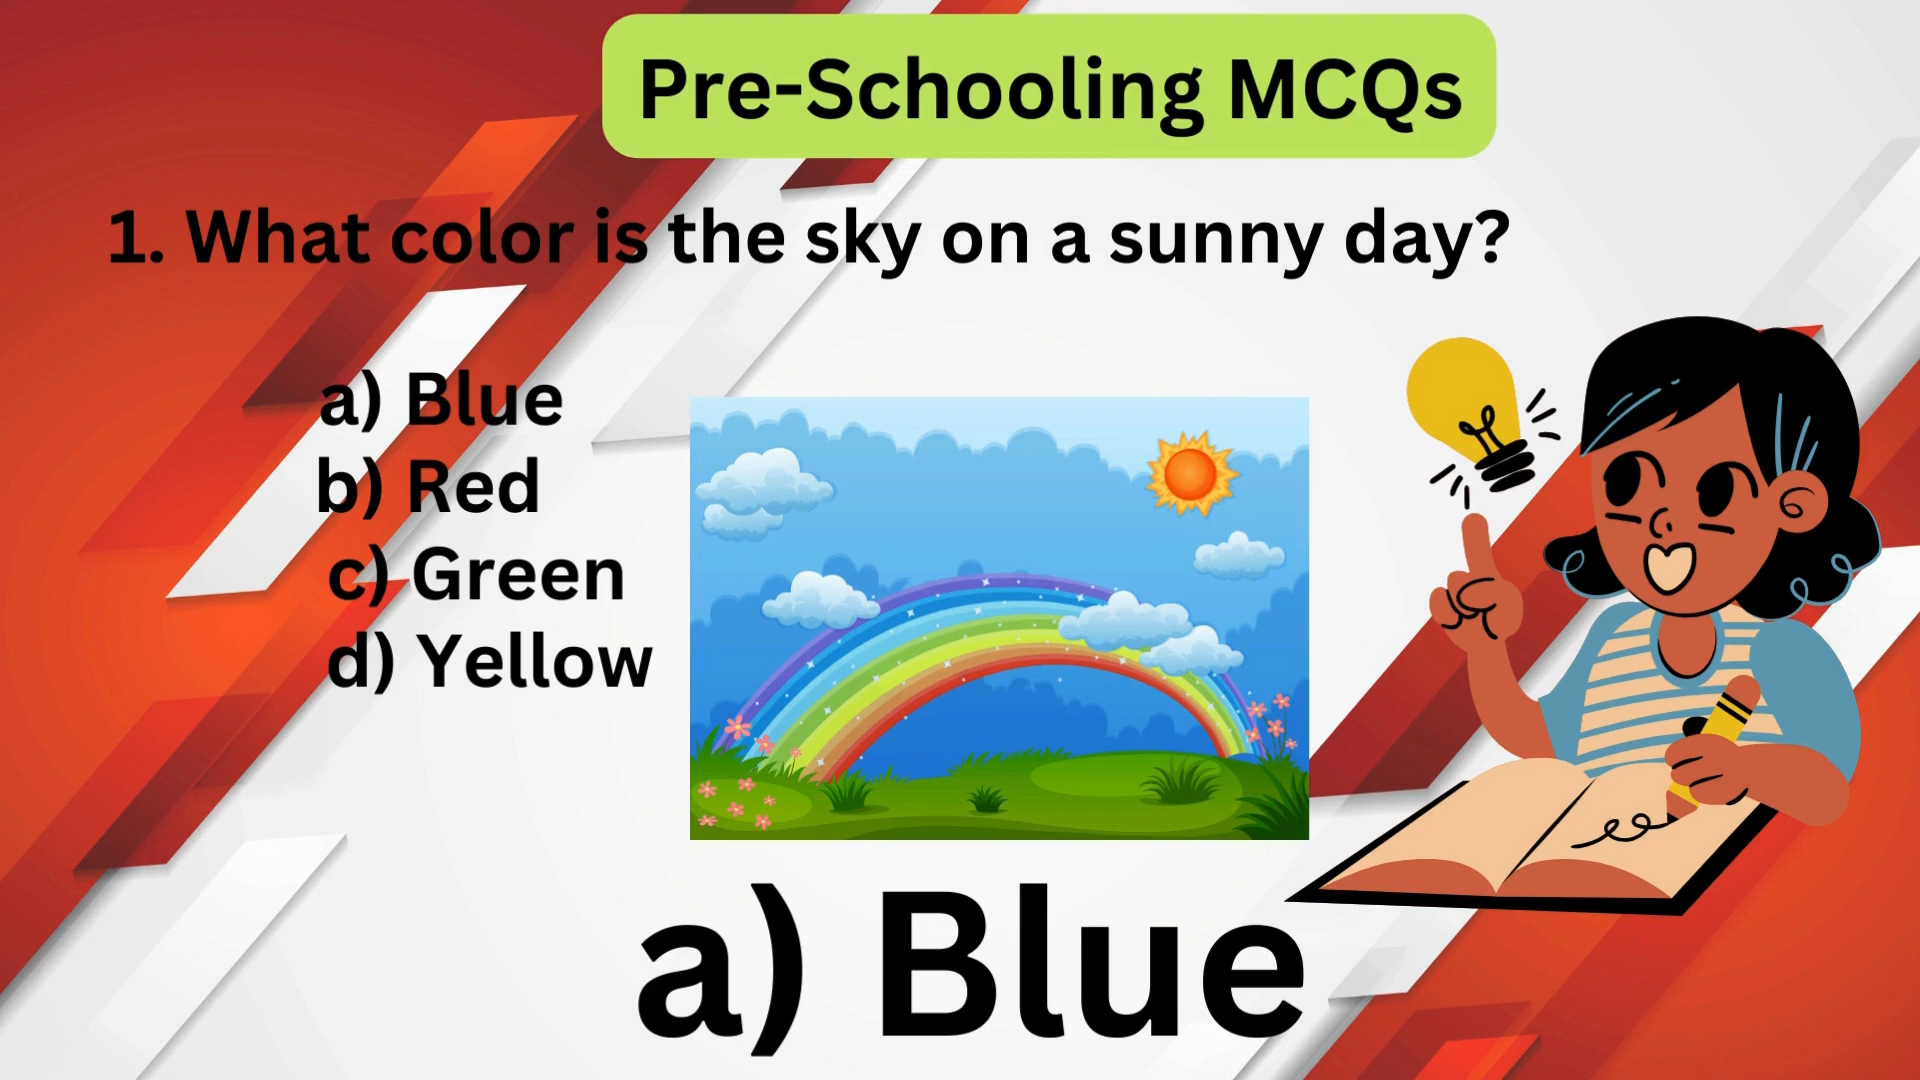 Pre-Schooling MCQs
1. What color is the sky on a sunny day?
a) Blue
b) Red
c) Green
d) Yellow
a) Blue